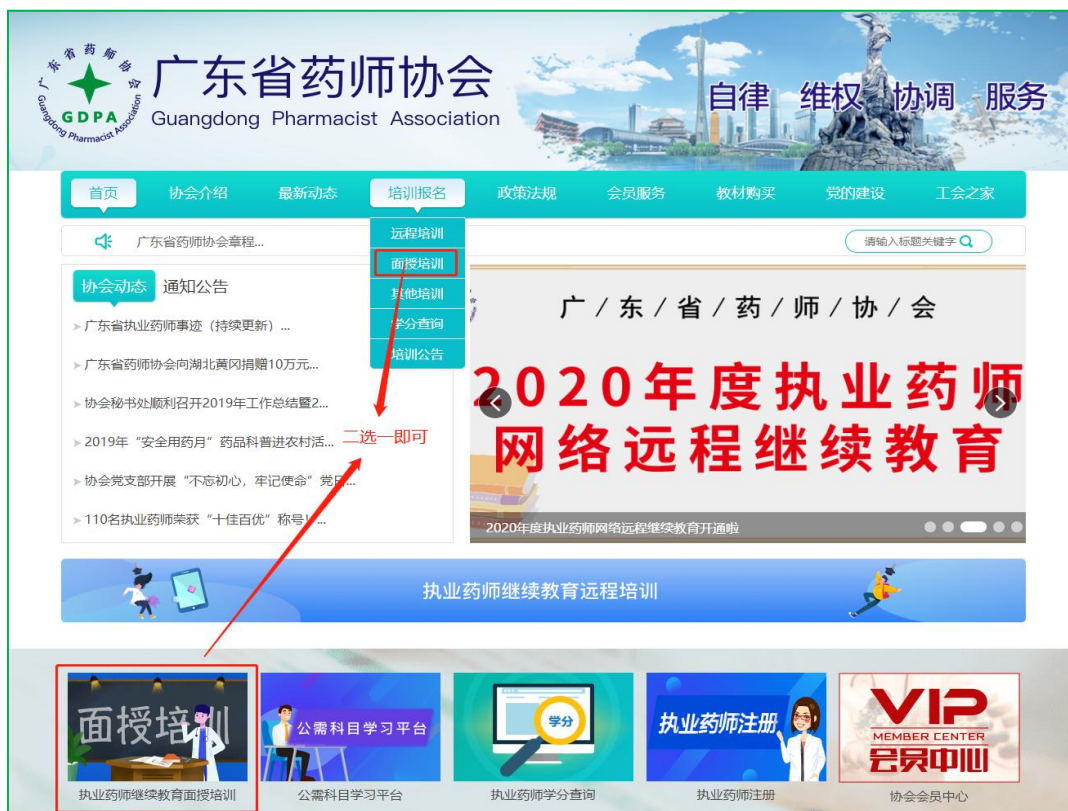 广东省药师协会
Guangdong Pharmacist Association
GDPA
广东省药师协会
Guangdong Pharmacist Association
自律 维权 协调 服务
首页 协会介绍 最新动态 培训报名 政策法规 会员服务 教材购买 党的建设 工会之家
远程培训
面授培训
其他培训
学分查询
培训公告
广东省药师协会章程...
请输入标题关键字
协会动态 通知公告
广东省执业药师事迹（持续更新）...
广东省药师协会向湖北黄冈捐赠10万元...
协会秘书处顺利召开2019年工作总结暨2...
2019年“安全用药月”药品科普进农村活...
协会党支部开展“不忘初心，牢记使命”党日...
110名执业药师荣获“十佳百优”称号！...
二选一即可
广/东/省/药/师/协/会
2020年度执业药师
网络远程继续教育
2020年度执业药师网络远程继续教育开通啦
执业药师继续教育远程培训
面授培训
公需科目学习平台
学分
执业药师注册
VIP
MEMBER CENTER
会员中心
执业药师继续教育面授培训
公需科目学习平台
执业药师学分查询
执业药师注册
协会会员中心